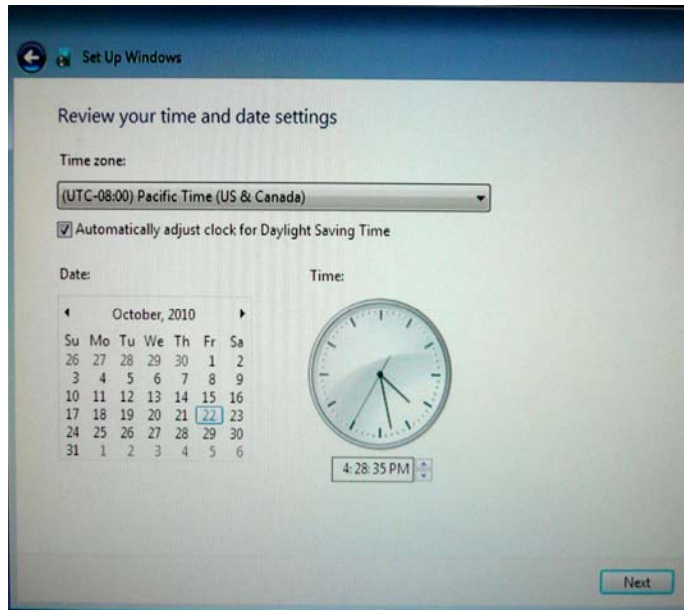 Set Up Windows
Review your time and date settings
Time zone:
(UTC-08:00) Pacific Time (US & Canada)
Automatically adjust clock for Daylight Saving Time
Date:
October, 2010
Su Mo Tu We Th Fr Sa
26 27 28 29 30 1 2
3 4 5 6 7 8 9
10 11 12 13 14 15 16
17 18 19 20 21 22 23
24 25 26 27 28 29 30
31 1 2 3 4 5 6
Time:
4:28:35 PM
Next